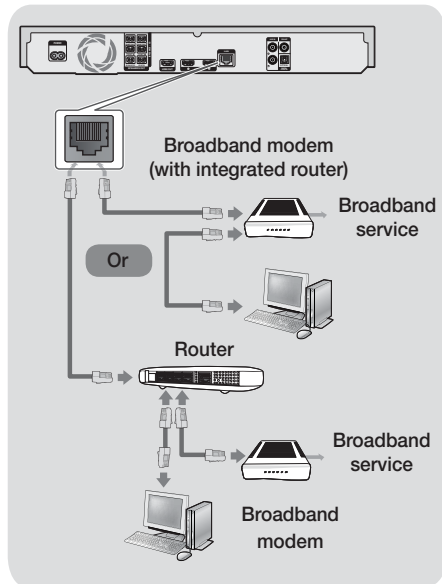 Broadband modem
(with integrated router)
Broadband
service
Or
Router
Broadband
service
Broadband
modem